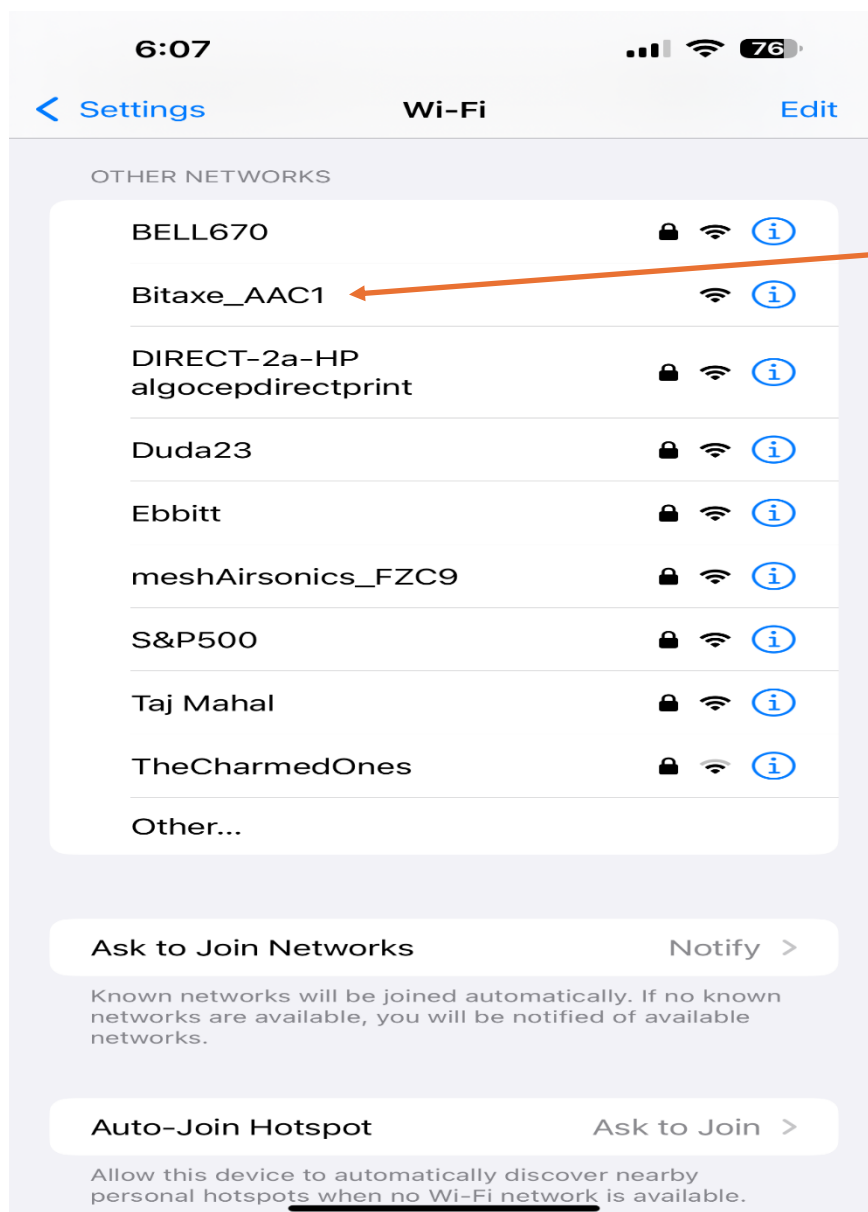 6:07
76
Settings
Wi-Fi
Edit
OTHER NETWORKS
BELL670
Bitaxe_AAC1
DIRECT-2a-HP
algocepdirectprint
Duda23
Ebbitt
meshAirsonics_FZC9
S&P500
Taj Mahal
TheCharmedOnes
Other...
Ask to Join Networks
Notify
Known networks will be joined automatically. If no known
networks are available, you will be notified of available
networks.
Auto-Join Hotspot
Ask to Join
Allow this device to automatically discover nearby
personal hotspots when no Wi-Fi network is available.